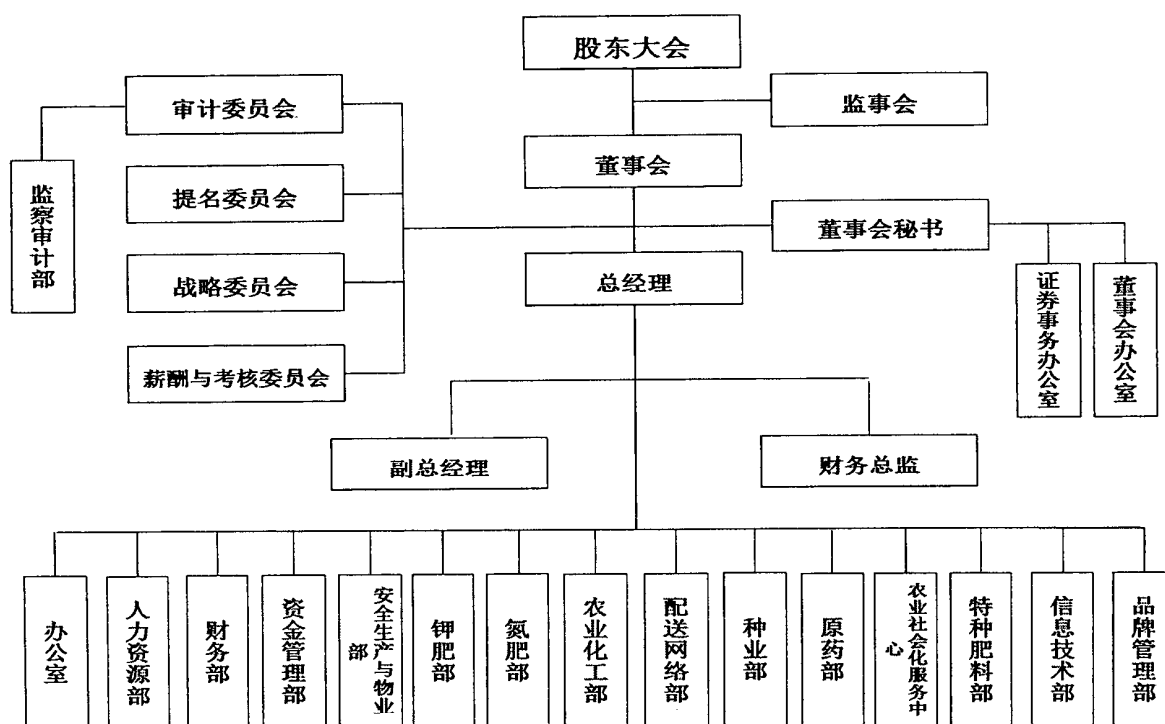 股东大会
监事会
审计委员会
董事会
监察审计部
提名委员会
董事会秘书
战略委员会
总经理
证券事务办公室
董事会办公室
薪酬与考核委员会
副总经理
财务总监
办公室
人力资源部
财务部
资金管理部
安全生产与物业
部
钾肥部
氮肥部
农业化工部
配送网络部
种业部
原药部
农业社会化服务中
心
特种肥料部
信息技术部
品牌管理部